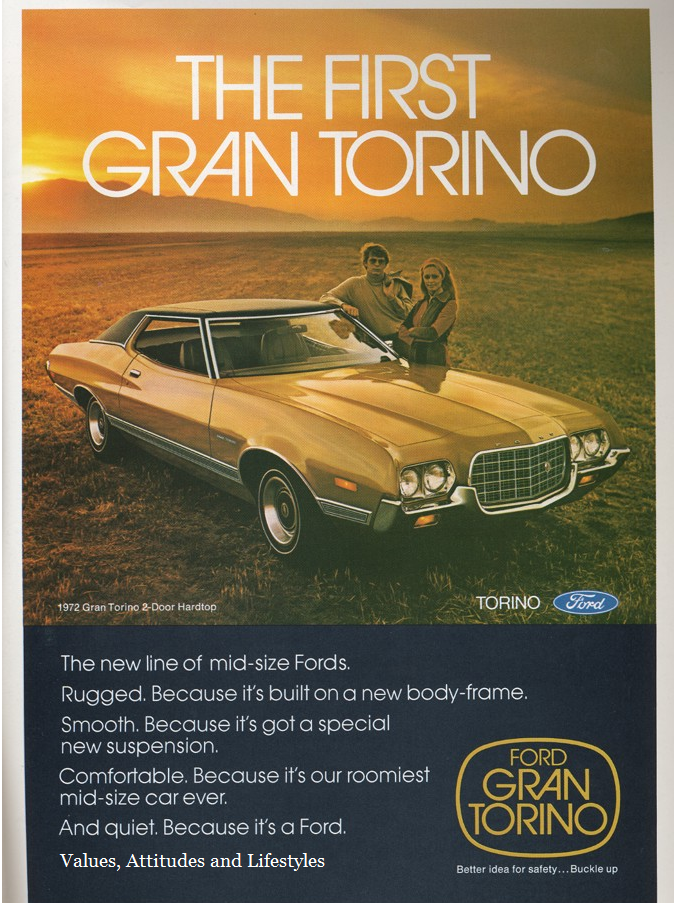 THE FIRST
GRAN TORINO
1972 Gran Torino 2-Door Hardtop
TORINO Ford
The new line of mid-size Fords.
Rugged. Because it's built on a new body-frame.
Smooth. Because it's got a special
new suspension.
Comfortable. Because it's our roomiest
mid-size car ever.
And quiet. Because it's a Ford.
Values, Attitudes and Lifestyles
FORD
GRAN
TORINO
Better idea for safety...Buckle up